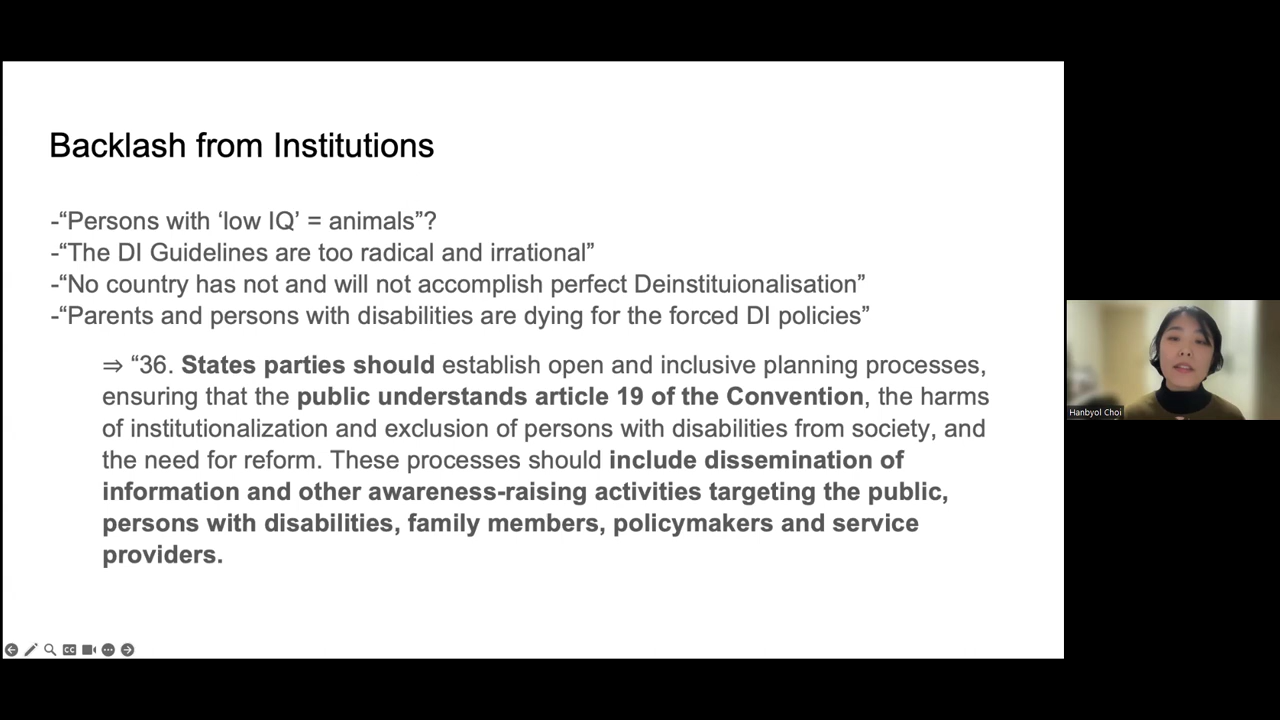 Backlash from Institutions
-“Persons with ‘low IQ’ = animals”?
-“The DI Guidelines are too radical and irrational”
-“No country has not and will not accomplish perfect Deinstituionalisation”
-“Parents and persons with disabilities are dying for the forced DI policies”
⇒ “36. States parties should establish open and inclusive planning processes,
ensuring that the public understands article 19 of the Convention, the harms
of institutionalization and exclusion of persons with disabilities from society, and
the need for reform. These processes should include dissemination of
information and other awareness-raising activities targeting the public,
persons with disabilities, family members, policymakers and service
providers.
Hanbyol Choi
CC